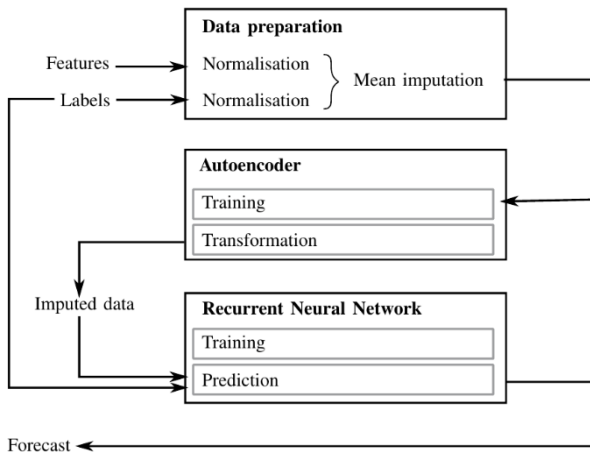 Data preparation
Features
Normalisation
Mean imputation
Labels
Normalisation
Autoencoder
Training
Transformation
Imputed data
Recurrent Neural Network
Training
Prediction
Forecast